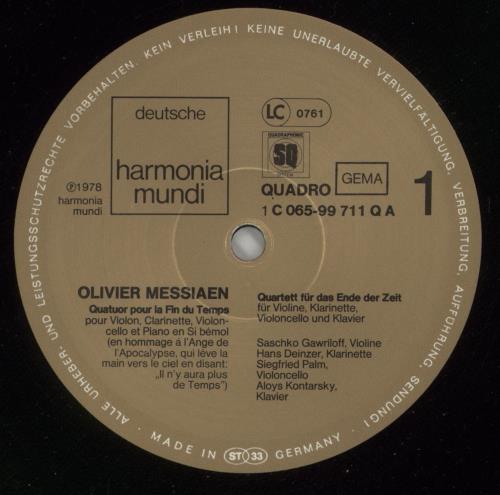 ALLE URHEBER- UND LEISTUNGSSCHUTZRECHTE VORBEHALTEN. KEIN VERLEIH! KEINE UNERLAUBTE VERVIELFÄLTIGUNG, VERBREITUNG, AUFFÜHRUNG, SENDUNG!
deutsche
harmonia
mundi
℗1978
harmonia
mundi
LC 0761
QUADRAPHONIC
SQ
QUADRO
GEMA
1 C 065-99 711 Q A
1
OLIVIER MESSIAEN
Quatuor pour la Fin du Temps
pour Violon, Clarinette, Violon-
cello et Piano en Si bémol
(en hommage á l'Ange de
l'Apocalypse, qui lève la
main vers le ciel en disant:
„Il n'y aura plus
de Temps”)
Quartett für das Ende der Zeit
für Violine, Klarinette,
Violoncello und Klavier
Saschko Gawriloff, Violine
Hans Deinzer, Klarinette
Siegfried Palm,
Violoncello
Aloys Kontarsky,
Klavier
· MADE IN ST 33 GERMANY ·